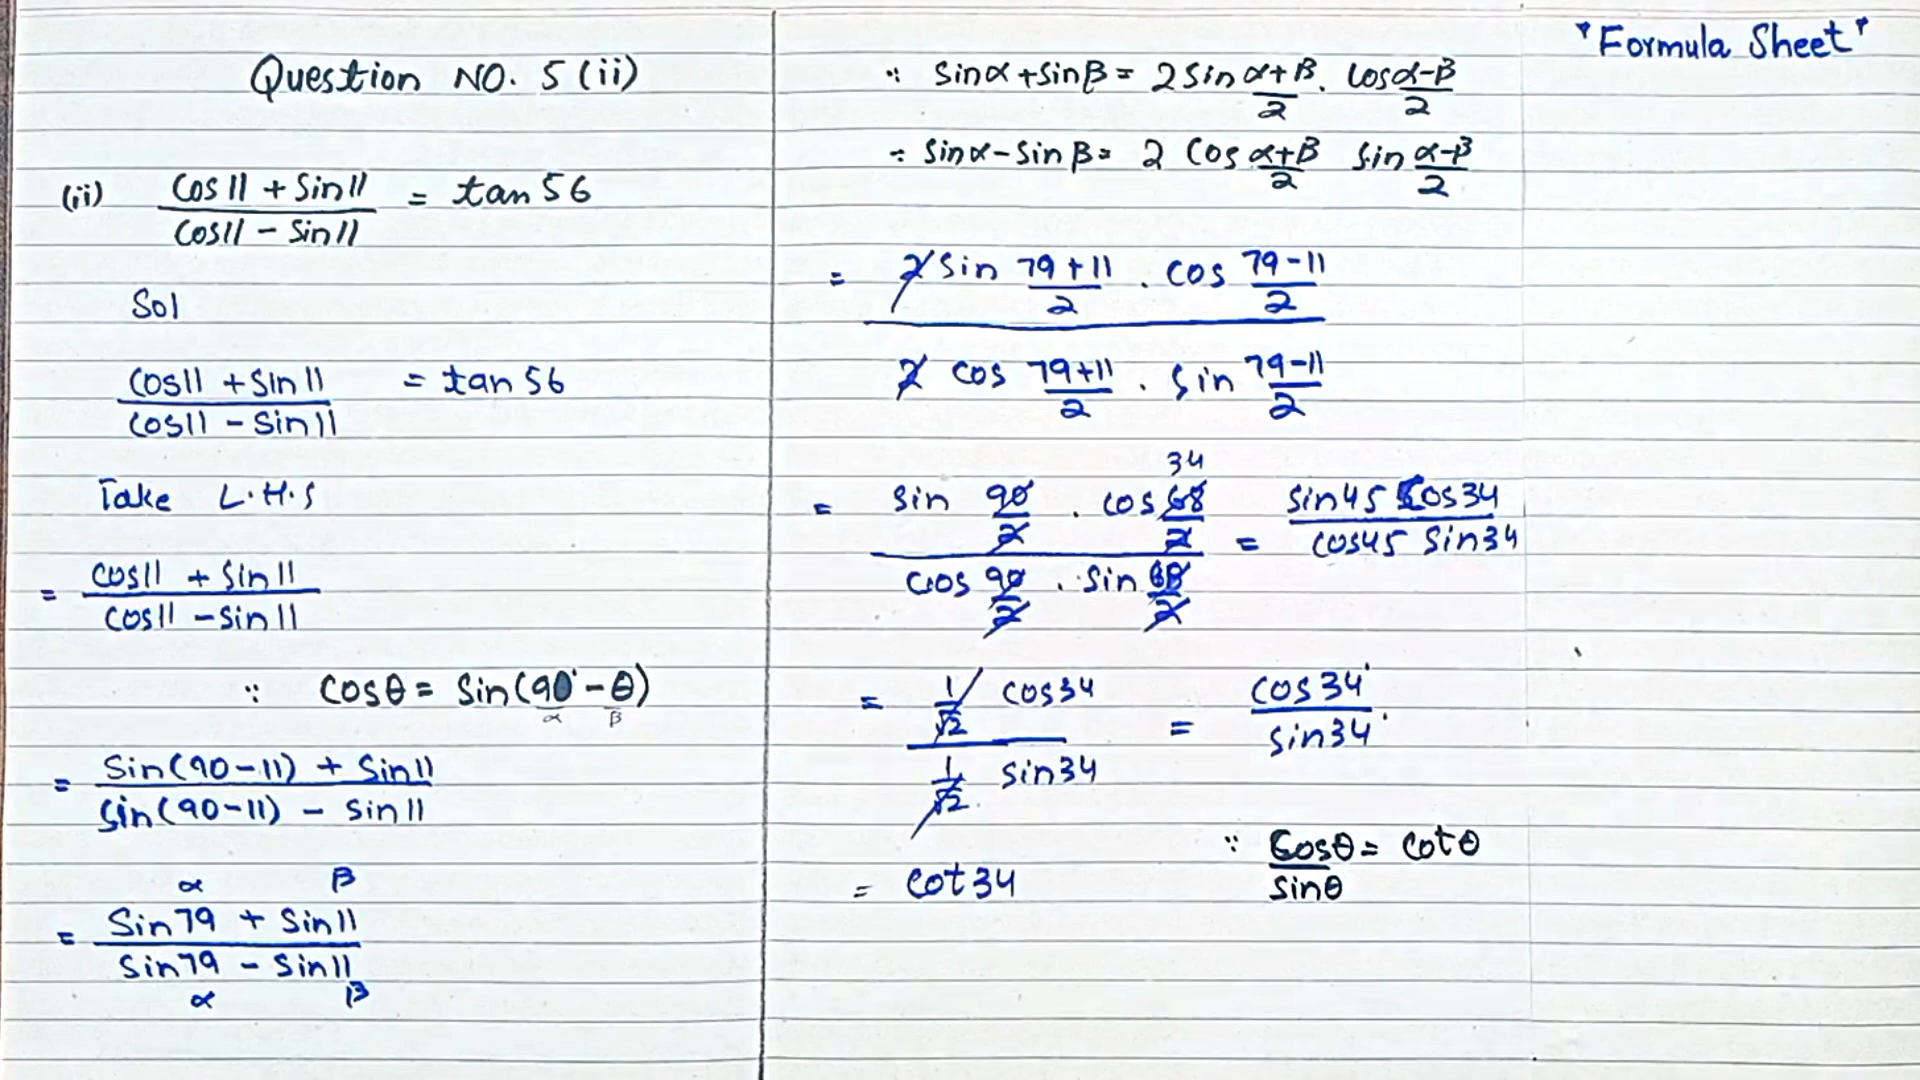 Question NO. 5 (ii)
(ii) Cos 11 + Sin 11 / Cos 11 - Sin 11 = tan 56
Sol
Cos 11 + Sin 11 / Cos 11 - Sin 11 = tan 56
Take L.H.S
= Cos 11 + Sin 11 / Cos 11 - Sin 11
∵ Cosθ = Sin(90° - θ)
α β
= Sin(90-11) + Sin 11 / Sin(90-11) - Sin 11
α β
= Sin 79 + Sin 11 / Sin 79 - Sin 11
α β
"Formula Sheet"
∵ Sinα + Sinβ = 2 Sin α+β/2 . Cos α-β/2
∵ Sinα - Sinβ = 2 Cos α+β/2 Sin α-β/2
= 2 Sin 79+11/2 . Cos 79-11/2
2 Cos 79+11/2 . Sin 79-11/2
34
= Sin 90/2 . Cos 68/2 / Cos 90/2 . Sin 68/2 = Sin 45 Cos 34 / Cos 45 Sin 34
= 1/√2 Cos 34 / 1/√2 Sin 34 = Cos 34 / Sin 34
∵ Cosθ / Sinθ = Cotθ
= Cot 34